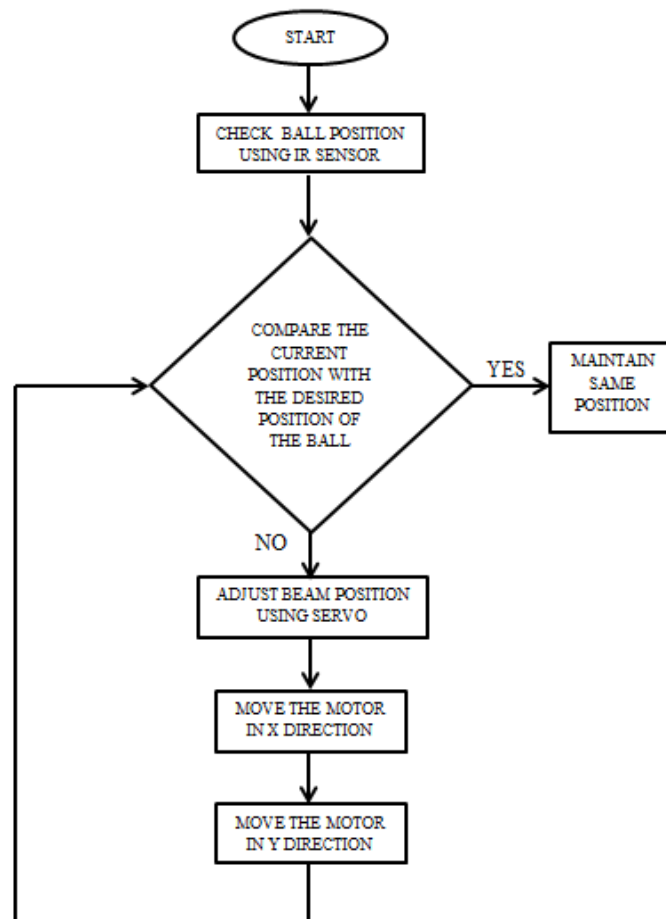 START
CHECK BALL POSITION
USING IR SENSOR
COMPARE THE
CURRENT
POSITION WITH
THE DESIRED
POSITION OF
THE BALL
YES
MAINTAIN
SAME
POSITION
NO
ADJUST BEAM POSITION
USING SERVO
MOVE THE MOTOR
IN X DIRECTION
MOVE THE MOTOR
IN Y DIRECTION